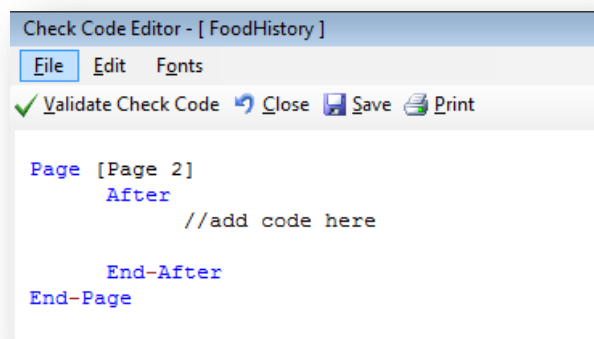 Check Code Editor - [ FoodHistory ]
File Edit Fonts
Validate Check Code Close Save Print
Page [Page 2]
After
//add code here
End-After
End-Page